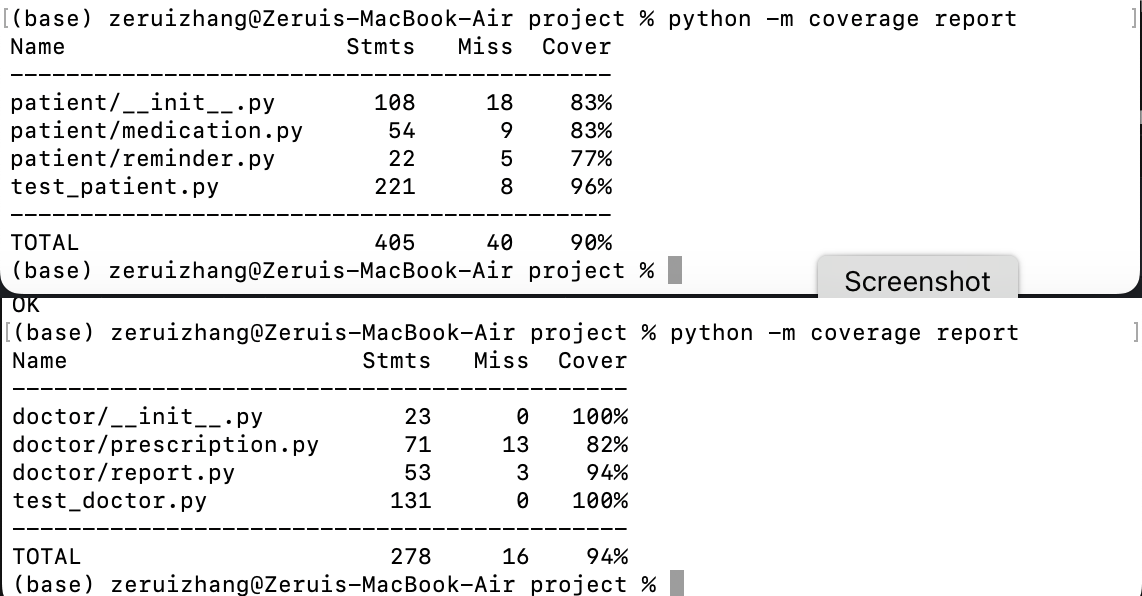 [(base) zeruizhang@Zeruis-MacBook-Air project % python -m coverage report ]
Name Stmts Miss Cover
-------------------------------------------
patient/__init__.py 108 18 83%
patient/medication.py 54 9 83%
patient/reminder.py 22 5 77%
test_patient.py 221 8 96%
-------------------------------------------
TOTAL 405 40 90%
(base) zeruizhang@Zeruis-MacBook-Air project %
Screenshot
OK
[(base) zeruizhang@Zeruis-MacBook-Air project % python -m coverage report ]
Name Stmts Miss Cover
--------------------------------------------
doctor/__init__.py 23 0 100%
doctor/prescription.py 71 13 82%
doctor/report.py 53 3 94%
test_doctor.py 131 0 100%
--------------------------------------------
TOTAL 278 16 94%
(base) zeruizhang@Zeruis-MacBook-Air project %